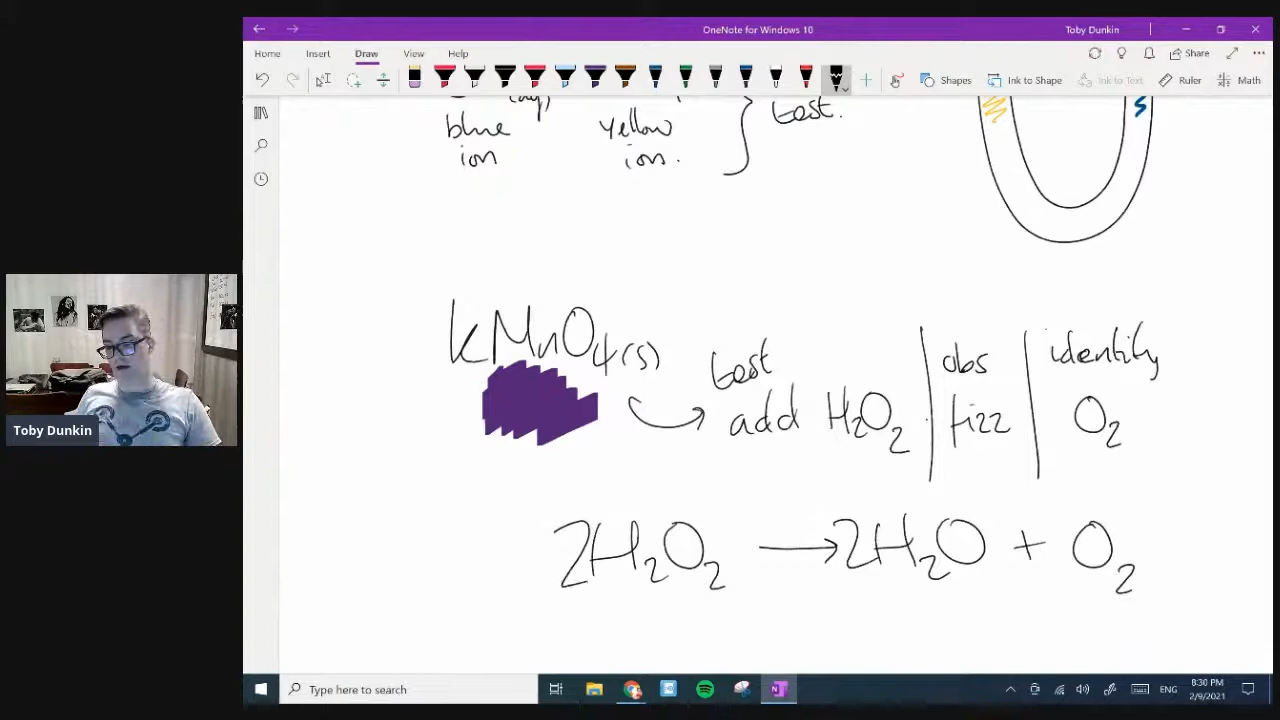 OneNote for Windows 10
Toby Dunkin
Home Insert Draw View Help
Share
Shapes
Ink to Shape
Ink to Text
Ruler
Math
(aq)
blue
ion
yellow
ion.
test.
KMnO4(s)
test
add H2O2
obs
fizz
identity
O2
2H2O2 → 2H2O + O2
Toby Dunkin
Type here to search
ENG
8:30 PM
2/9/2021